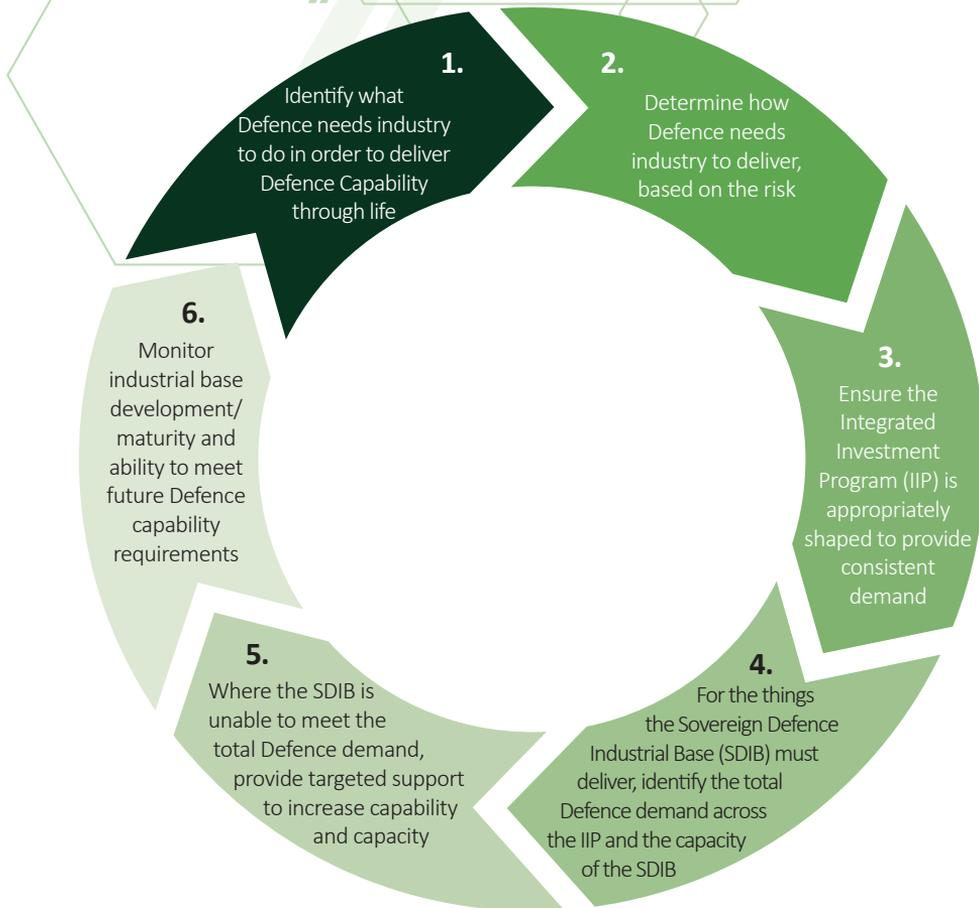 1.
Identify what
Defence needs industry
to do in order to deliver
Defence Capability
through life
2.
Determine how
Defence needs
industry to deliver,
based on the risk
3.
Ensure the
Integrated
Investment
Program (IIP) is
appropriately
shaped to provide
consistent
demand
4.
For the things
the Sovereign Defence
Industrial Base (SDIB) must
deliver, identify the total
Defence demand across
the IIP and the capacity
of the SDIB
5.
Where the SDIB is
unable to meet the
total Defence demand,
provide targeted support
to increase capability
and capacity
6.
Monitor
industrial base
development/
maturity and
ability to meet
future Defence
capability
requirements